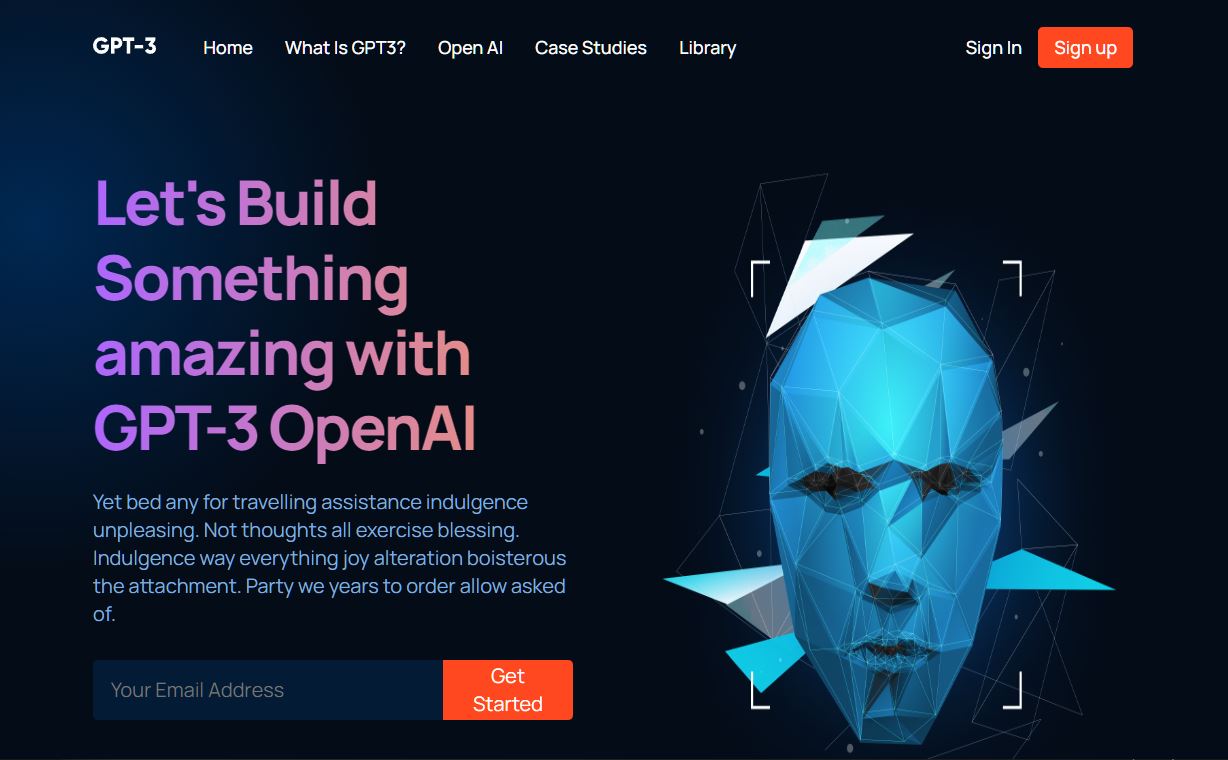 GPT-3 Home What Is GPT3? Open AI Case Studies Library Sign In Sign up
Let's Build
Something
amazing with
GPT-3 OpenAI
Yet bed any for travelling assistance indulgence
unpleasing. Not thoughts all exercise blessing.
Indulgence way everything joy alteration boisterous
the attachment. Party we years to order allow asked
of.
Your Email Address
Get
Started